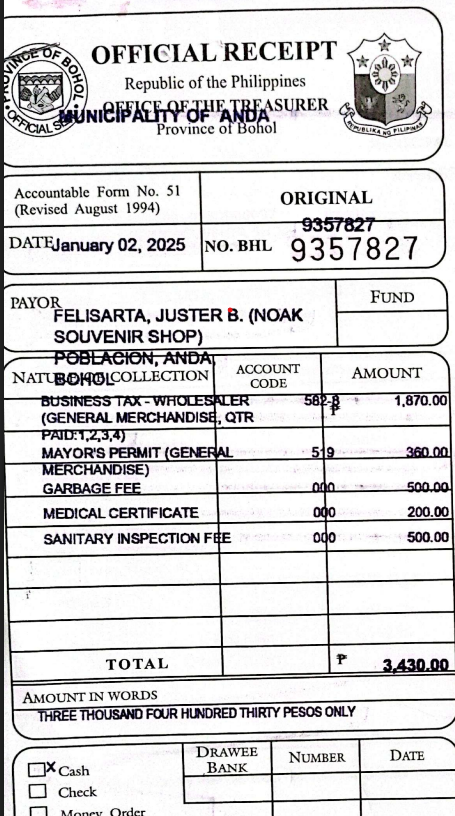 PROVINCE OF BOHOL
OFFICIAL SEAL
OFFICIAL RECEIPT
Republic of the Philippines
OFFICE OF THE TREASURER
MUNICIPALITY OF ANDA
Province of Bohol
REPUBLIKA NG PILIPINAS
Accountable Form No. 51
(Revised August 1994)
ORIGINAL
9357827
DATE January 02, 2025
NO. BHL 9357827
PAYOR
FELISARTA, JUSTER B. (NOAK
SOUVENIR SHOP)
POBLACION, ANDA,
BOHOL
FUND
NATURE OF COLLECTION ACCOUNT CODE AMOUNT
BUSINESS TAX - WHOLESALER 582-8 ₱ 1,870.00
(GENERAL MERCHANDISE, QTR
PAID:1,2,3,4)
MAYOR'S PERMIT (GENERAL 519 360.00
MERCHANDISE)
GARBAGE FEE 000 500.00
MEDICAL CERTIFICATE 000 200.00
SANITARY INSPECTION FEE 000 500.00
TOTAL ₱ 3,430.00
AMOUNT IN WORDS
THREE THOUSAND FOUR HUNDRED THIRTY PESOS ONLY
X Cash
Check
Money Order
DRAWEE BANK NUMBER DATE